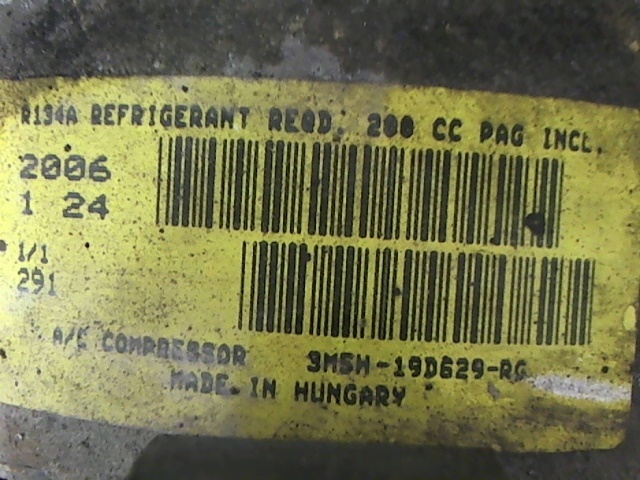 R134A REFRIGERANT REQD. 200 CC PAG INCL.
2006
1 24
1/1
291
A/C COMPRESSOR 3M5H-19D629-RG
MADE IN HUNGARY